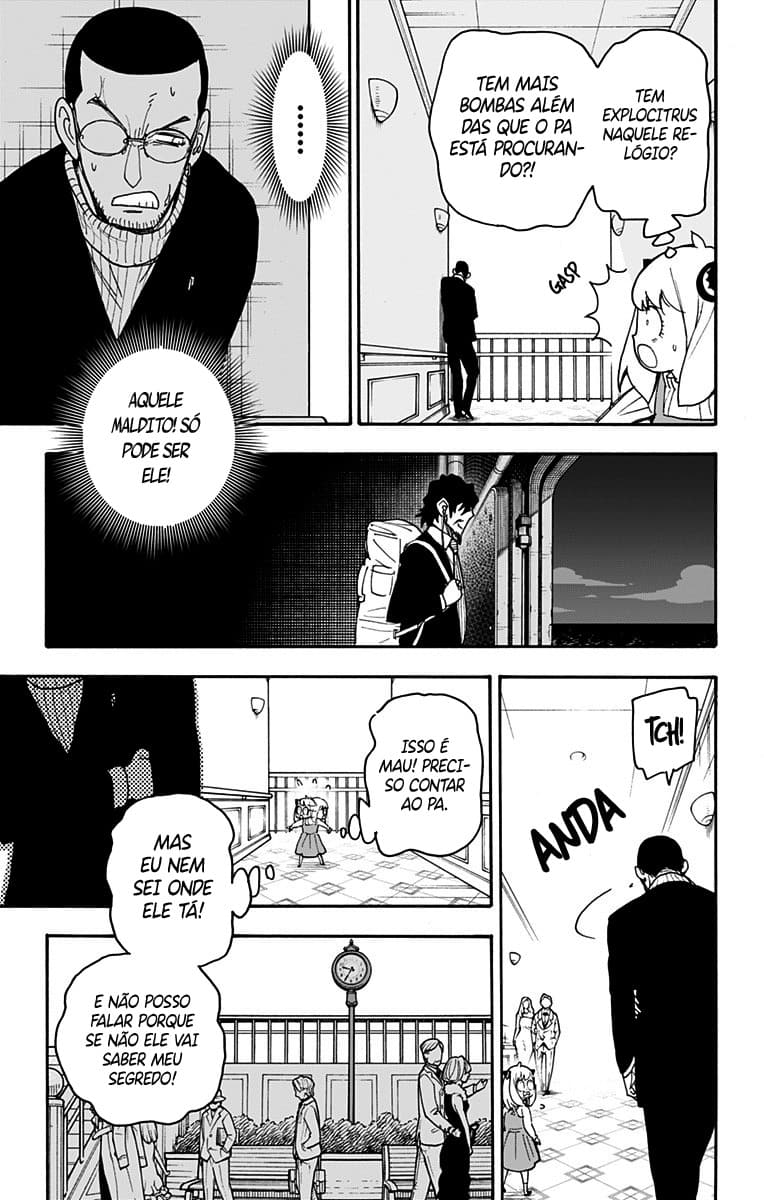 TEM
EXPLOCITRUS
NAQUELE RE-
LÓGIO?
TEM MAIS
BOMBAS ALÉM
DAS QUE O PA
ESTÁ PROCURAN-
DO?!
GASP
......
AQUELE
MALDITO! SÓ
PODE SER
ELE!
TCH!
ANDA
ISSO É
MAU! PRECI-
SO CONTAR
AO PA.
MAS
EU NEM
SEI ONDE
ELE TÁ!
E NÃO POSSO
FALAR PORQUE
SE NÃO ELE VAI
SABER MEU
SEGREDO!